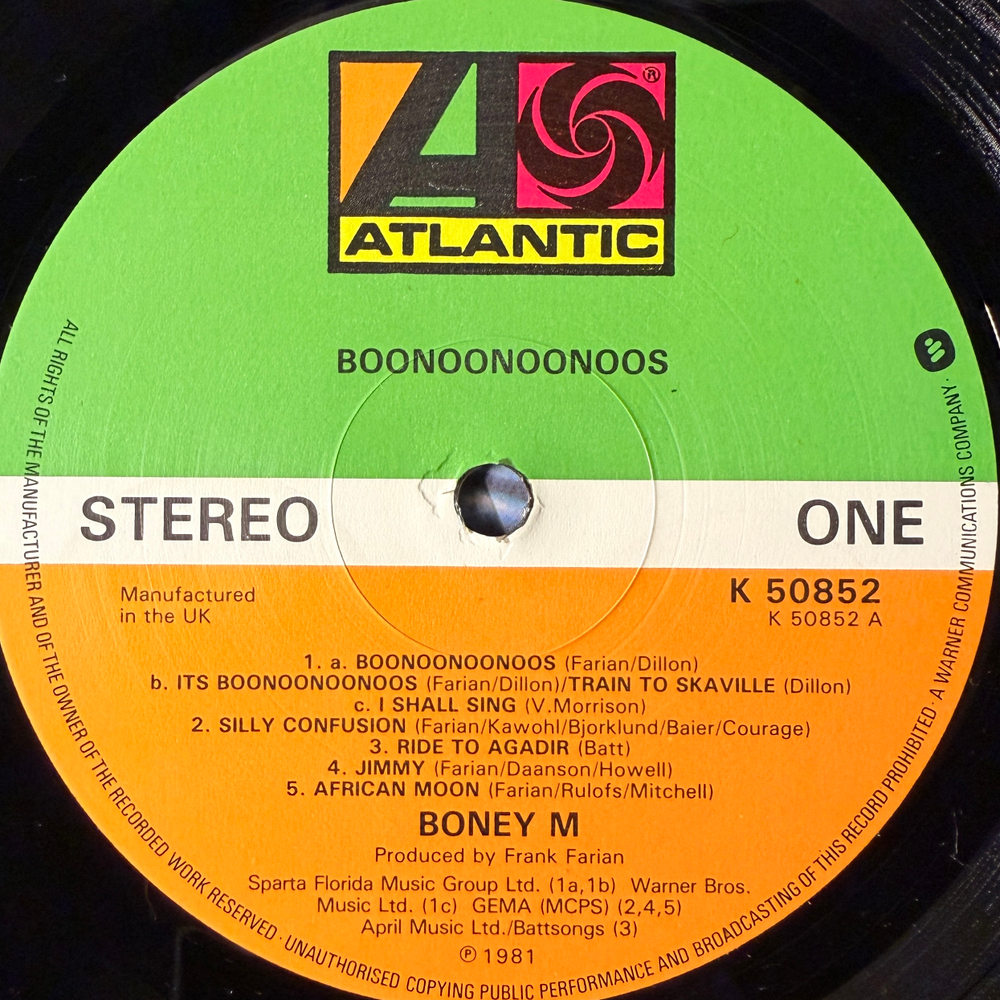 ®
ATLANTIC
BOONOONOONOOS
STEREO
ONE
Manufactured
in the UK
K 50852
K 50852 A
1. a. BOONOONOONOOS (Farian/Dillon)
b. ITS BOONOONOONOOS (Farian/Dillon)/TRAIN TO SKAVILLE (Dillon)
c. I SHALL SING (V.Morrison)
2. SILLY CONFUSION (Farian/Kawohl/Bjorklund/Baier/Courage)
3. RIDE TO AGADIR (Batt)
4. JIMMY (Farian/Daanson/Howell)
5. AFRICAN MOON (Farian/Rulofs/Mitchell)
BONEY M
Produced by Frank Farian
Sparta Florida Music Group Ltd. (1a,1b) Warner Bros.
Music Ltd. (1c) GEMA (MCPS) (2,4,5)
April Music Ltd./Battsongs (3)
℗ 1981
ALL RIGHTS OF THE MANUFACTURER AND OF THE OWNER OF THE RECORDED WORK RESERVED · UNAUTHORISED COPYING PUBLIC PERFORMANCE AND BROADCASTING OF THIS RECORD PROHIBITED · A WARNER COMMUNICATIONS COMPANY ·